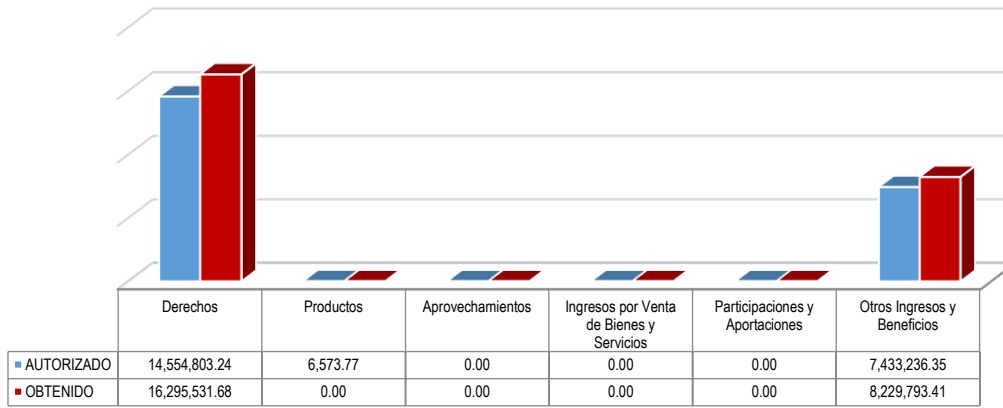 Derechos
Productos
Aprovechamientos
Ingresos por Venta
de Bienes y
Servicios
Participaciones y
Aportaciones
Otros Ingresos y
Beneficios
AUTORIZADO 14,554,803.24 6,573.77 0.00 0.00 0.00 7,433,236.35
OBTENIDO 16,295,531.68 0.00 0.00 0.00 0.00 8,229,793.41